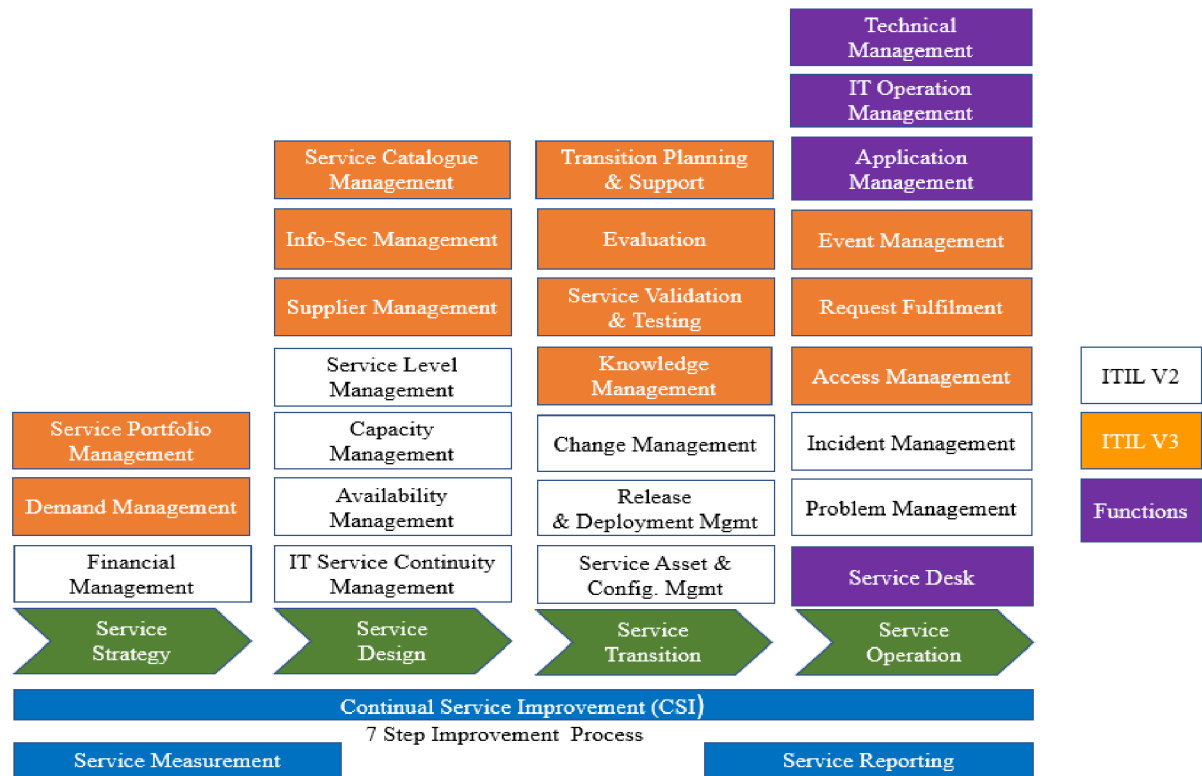 Technical
Management
IT Operation
Management
Service Catalogue
Management
Transition Planning
& Support
Application
Management
Info-Sec Management
Evaluation
Event Management
Supplier Management
Service Validation
& Testing
Request Fulfilment
Service Level
Management
Knowledge
Management
Access Management
ITIL V2
Service Portfolio
Management
Capacity
Management
Change Management
Incident Management
ITIL V3
Demand Management
Availability
Management
Release
& Deployment Mgmt
Problem Management
Functions
Financial
Management
IT Service Continuity
Management
Service Asset &
Config. Mgmt
Service Desk
Service
Strategy
Service
Design
Service
Transition
Service
Operation
Continual Service Improvement (CSI)
7 Step Improvement Process
Service Measurement
Service Reporting